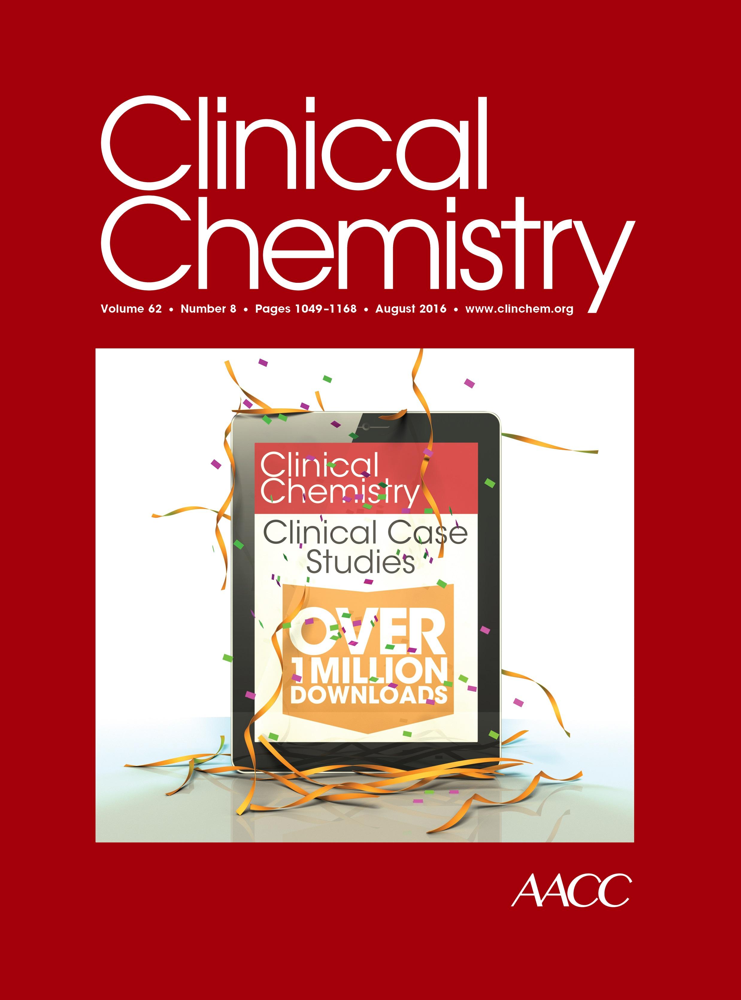 Clinical
Chemistry
Volume 62 • Number 8 • Pages 1049-1168 • August 2016 • www.clinchem.org
Clinical
Chemistry
Clinical Case
Studies
OVER
1 MILLION
DOWNLOADS
AACC